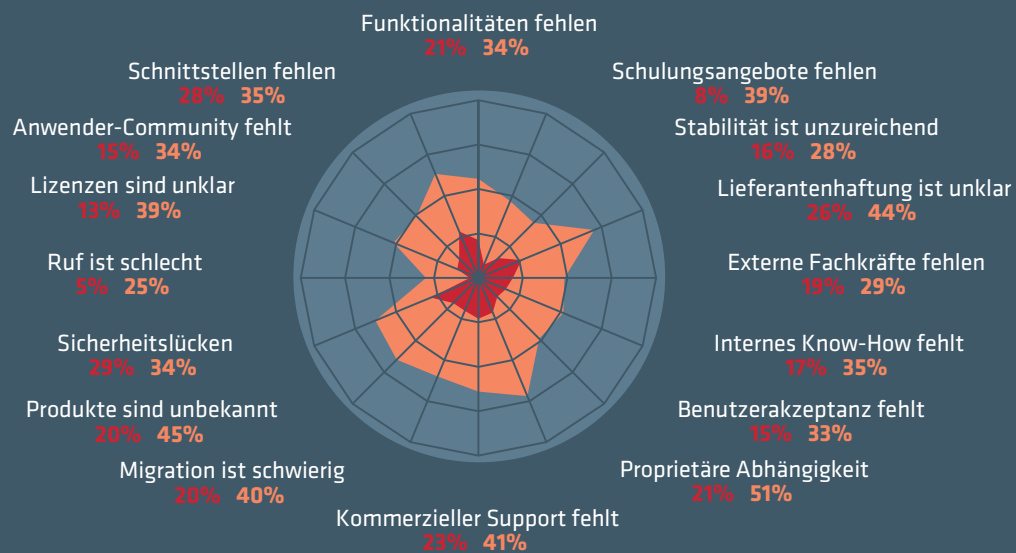 Funktionalitäten fehlen
21% 34%
Schnittstellen fehlen
28% 35%
Schulungsangebote fehlen
8% 39%
Anwender-Community fehlt
15% 34%
Stabilität ist unzureichend
16% 28%
Lizenzen sind unklar
13% 39%
Lieferantenhaftung ist unklar
26% 44%
Ruf ist schlecht
5% 25%
Externe Fachkräfte fehlen
19% 29%
Sicherheitslücken
29% 34%
Internes Know-How fehlt
17% 35%
Produkte sind unbekannt
20% 45%
Benutzerakzeptanz fehlt
15% 33%
Migration ist schwierig
20% 40%
Proprietäre Abhängigkeit
21% 51%
Kommerzieller Support fehlt
23% 41%